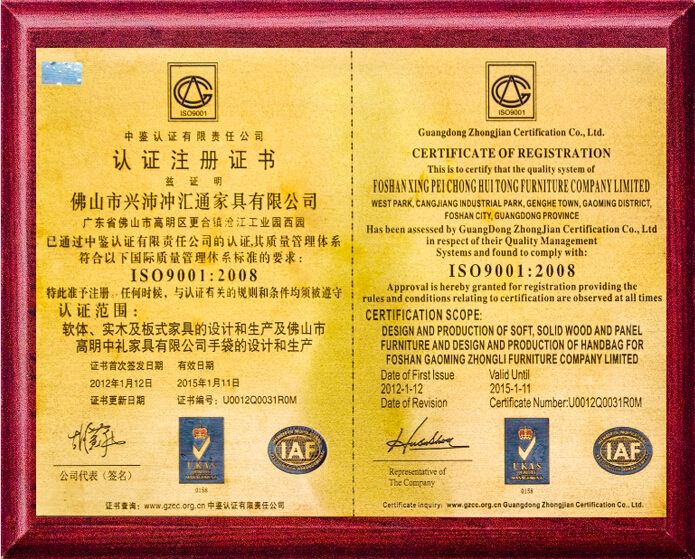 ISO9001
中鉴认证有限责任公司
认证注册证书
兹证明
佛山市兴沛冲汇通家具有限公司
广东省佛山市高明区更合镇沧江工业园西园
已通过中鉴认证有限责任公司的认证,其质量管理体系
符合以下国际质量管理体系标准的要求:
ISO9001:2008
特此准予注册。任何时候,与认证有关的规则和条件均须被遵守
认证范围:
软体、实木及板式家具的设计和生产及佛山市
高明中礼家具有限公司手袋的设计和生产
证书首次签发日期 有效日期
2012年1月12日 2015年1月11日
证书更新日期 证书编号: U0012Q0031R0M
UKAS
QUALITY
MANAGEMENT
0158
IAF
公司代表(签名)
证书查询: www.gzcc.org.cn 中鉴认证有限责任公司
ISO9001
Guangdong Zhongjian Certification Co., Ltd.
CERTIFICATE OF REGISTRATION
This is to certify that the quality system of
FOSHAN XING PEI CHONG HUI TONG FURNITURE COMPANY LIMITED
WEST PARK, CANGJIANG INDUSTRIAL PARK, GENGHE TOWN, GAOMING DISTRICT,
FOSHAN CITY, GUANGDONG PROVINCE
Has been assessed by GuangDong ZhongJian Certification Co., Ltd
in respect of their Quality Management
Systems and found to comply with:
ISO9001:2008
Approval is hereby granted for registration providing the
rules and conditions relating to certification are observed at all times
CERTIFICATION SCOPE:
DESIGN AND PRODUCTION OF SOFT, SOLID WOOD AND PANEL
FURNITURE AND DESIGN AND PRODUCTION OF HANDBAG FOR
FOSHAN GAOMING ZHONGLI FURNITURE COMPANY LIMITED
Date of First Issue Valid Until
2012-1-12 2015-1-11
Date of Revision Certificate Number:U0012Q0031R0M
UKAS
QUALITY
MANAGEMENT
0158
IAF
Representative of
The Company
Certificate inquiry: www.gzcc.org.cn Guangdong Zhongjian Certification Co., Ltd.